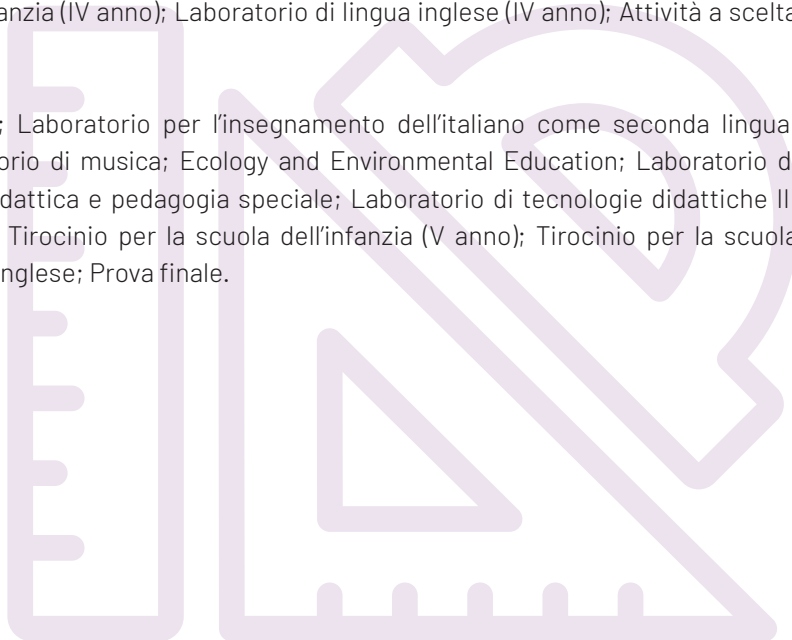 anzia (IV anno); Laboratorio di lingua inglese (IV anno); Attività a scelta
; Laboratorio per l’insegnamento dell’italiano come seconda lingua
orio di musica; Ecology and Environmental Education; Laboratorio d
dattica e pedagogia speciale; Laboratorio di tecnologie didattiche II
Tirocinio per la scuola dell’infanzia (V anno); Tirocinio per la scuola
nglese; Prova finale.